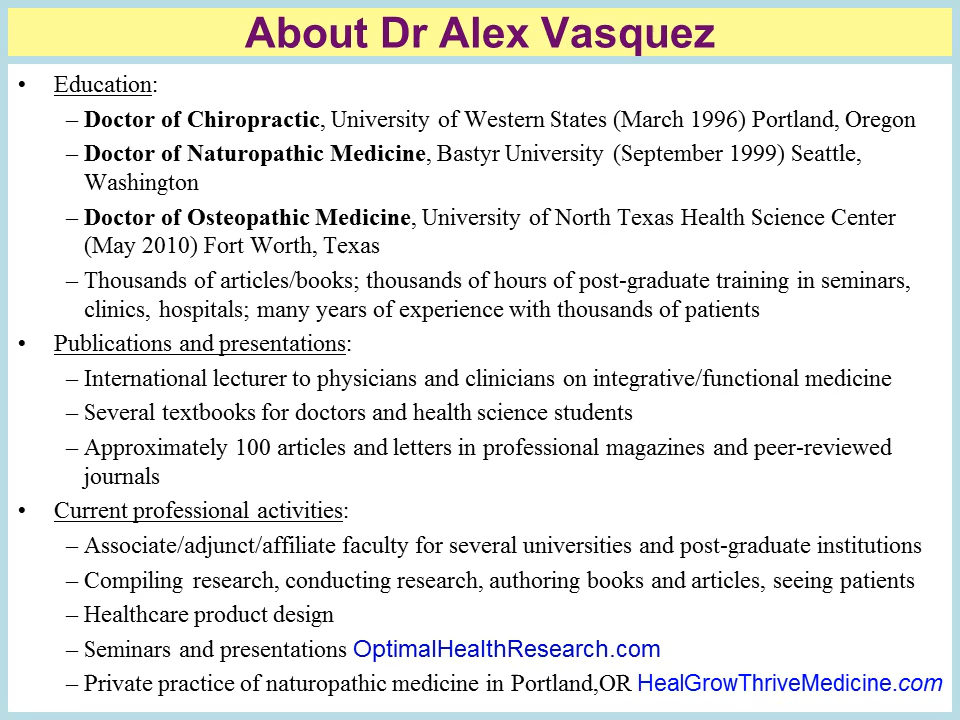 About Dr Alex Vasquez
• Education:
– Doctor of Chiropractic, University of Western States (March 1996) Portland, Oregon
– Doctor of Naturopathic Medicine, Bastyr University (September 1999) Seattle,
Washington
– Doctor of Osteopathic Medicine, University of North Texas Health Science Center
(May 2010) Fort Worth, Texas
– Thousands of articles/books; thousands of hours of post-graduate training in seminars,
clinics, hospitals; many years of experience with thousands of patients
• Publications and presentations:
– International lecturer to physicians and clinicians on integrative/functional medicine
– Several textbooks for doctors and health science students
– Approximately 100 articles and letters in professional magazines and peer-reviewed
journals
• Current professional activities:
– Associate/adjunct/affiliate faculty for several universities and post-graduate institutions
– Compiling research, conducting research, authoring books and articles, seeing patients
– Healthcare product design
– Seminars and presentations OptimalHealthResearch.com
– Private practice of naturopathic medicine in Portland,OR HealGrowThriveMedicine.com